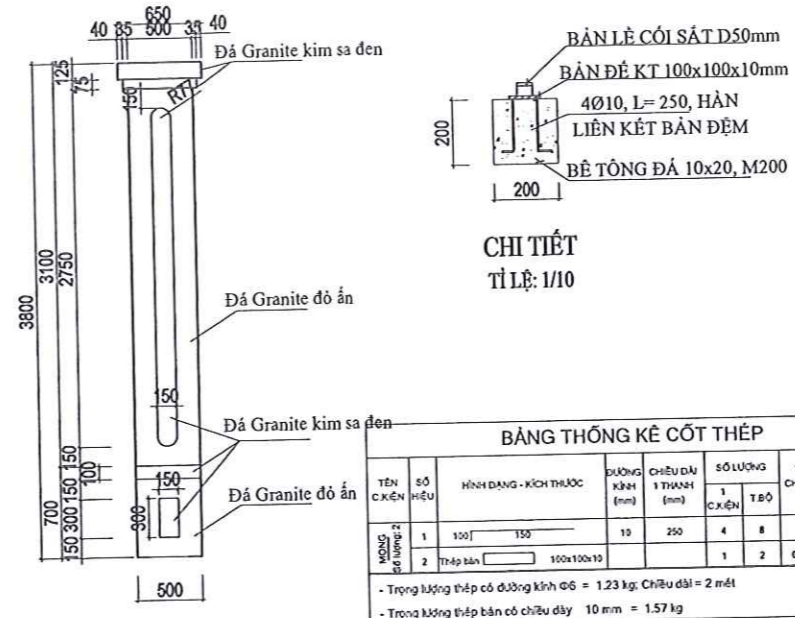 650
40 35 500 35 40
Đá Granite kim sa đen
125
75
150
R77
3800
3100
2750
Đá Granite đỏ ấn
150
Đá Granite kim sa đen
150
100
150
150
Đá Granite đỏ ấn
700
300
300
150
500
BẢN LỀ CỐI SẮT D50mm
BẢN ĐẾ KT 100x100x10mm
4Ø10, L= 250, HÀN
LIÊN KẾT BẢN ĐỆM
BÊ TÔNG ĐÁ 10x20, M200
200
200
CHI TIẾT
TỈ LỆ: 1/10
BẢNG THỐNG KÊ CỐT THÉP
TÊN C.KIỆN
SỐ HIỆU
HÌNH DẠNG - KÍCH THƯỚC
ĐƯỜNG KÍNH (mm)
CHIỀU DÀI 1 THANH (mm)
SỐ LƯỢNG
1 C.KIỆN
T.BỘ
MONG
Số lượng: 2
1 100 150 10 250 4 8
2 Thép bản 100x100x10 1 2
- Trọng lượng thép có đường kính Φ6 = 1.23 kg; Chiều dài = 2 mét
- Trọng lượng thép bản có chiều dày 10 mm = 1.57 kg